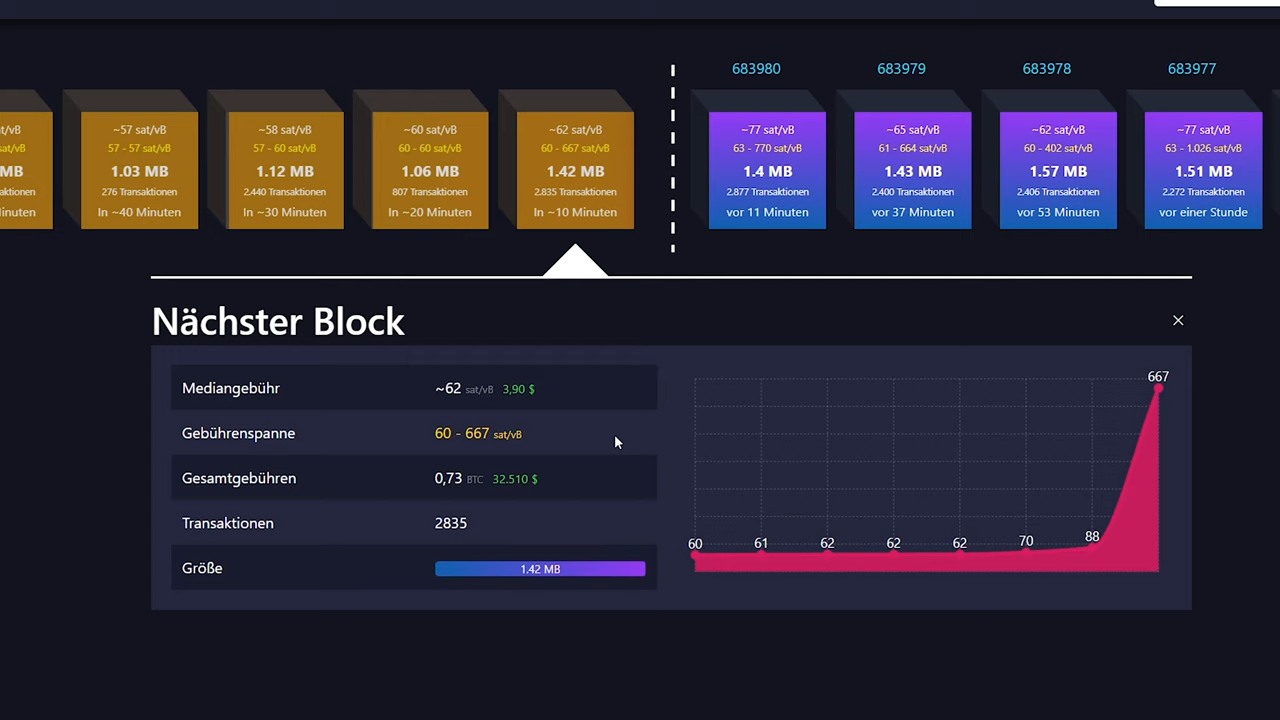 683980
683979
683978
683977
sat/vB
MB
Minuten
~57 sat/vB
57 - 57 sat/vB
1.03 MB
276 Transaktionen
In ~40 Minuten
~58 sat/vB
57 - 60 sat/vB
1.12 MB
2.440 Transaktionen
In ~30 Minuten
~60 sat/vB
60 - 60 sat/vB
1.06 MB
807 Transaktionen
In ~20 Minuten
~62 sat/vB
60 - 667 sat/vB
1.42 MB
2.835 Transaktionen
In ~10 Minuten
~77 sat/vB
63 - 770 sat/vB
1.4 MB
2.877 Transaktionen
vor 11 Minuten
~65 sat/vB
61 - 664 sat/vB
1.43 MB
2.400 Transaktionen
vor 37 Minuten
~62 sat/vB
60 - 402 sat/vB
1.57 MB
2.406 Transaktionen
vor 53 Minuten
~77 sat/vB
63 - 1.026 sat/vB
1.51 MB
2.272 Transaktionen
vor einer Stunde
Nächster Block
Mediangebühr ~62 sat/vB 3,90 $
Gebührenspanne 60 - 667 sat/vB
Gesamtgebühren 0,73 BTC 32.510 $
Transaktionen 2835
Größe 1.42 MB
667
60 61 62 62 62 70 88